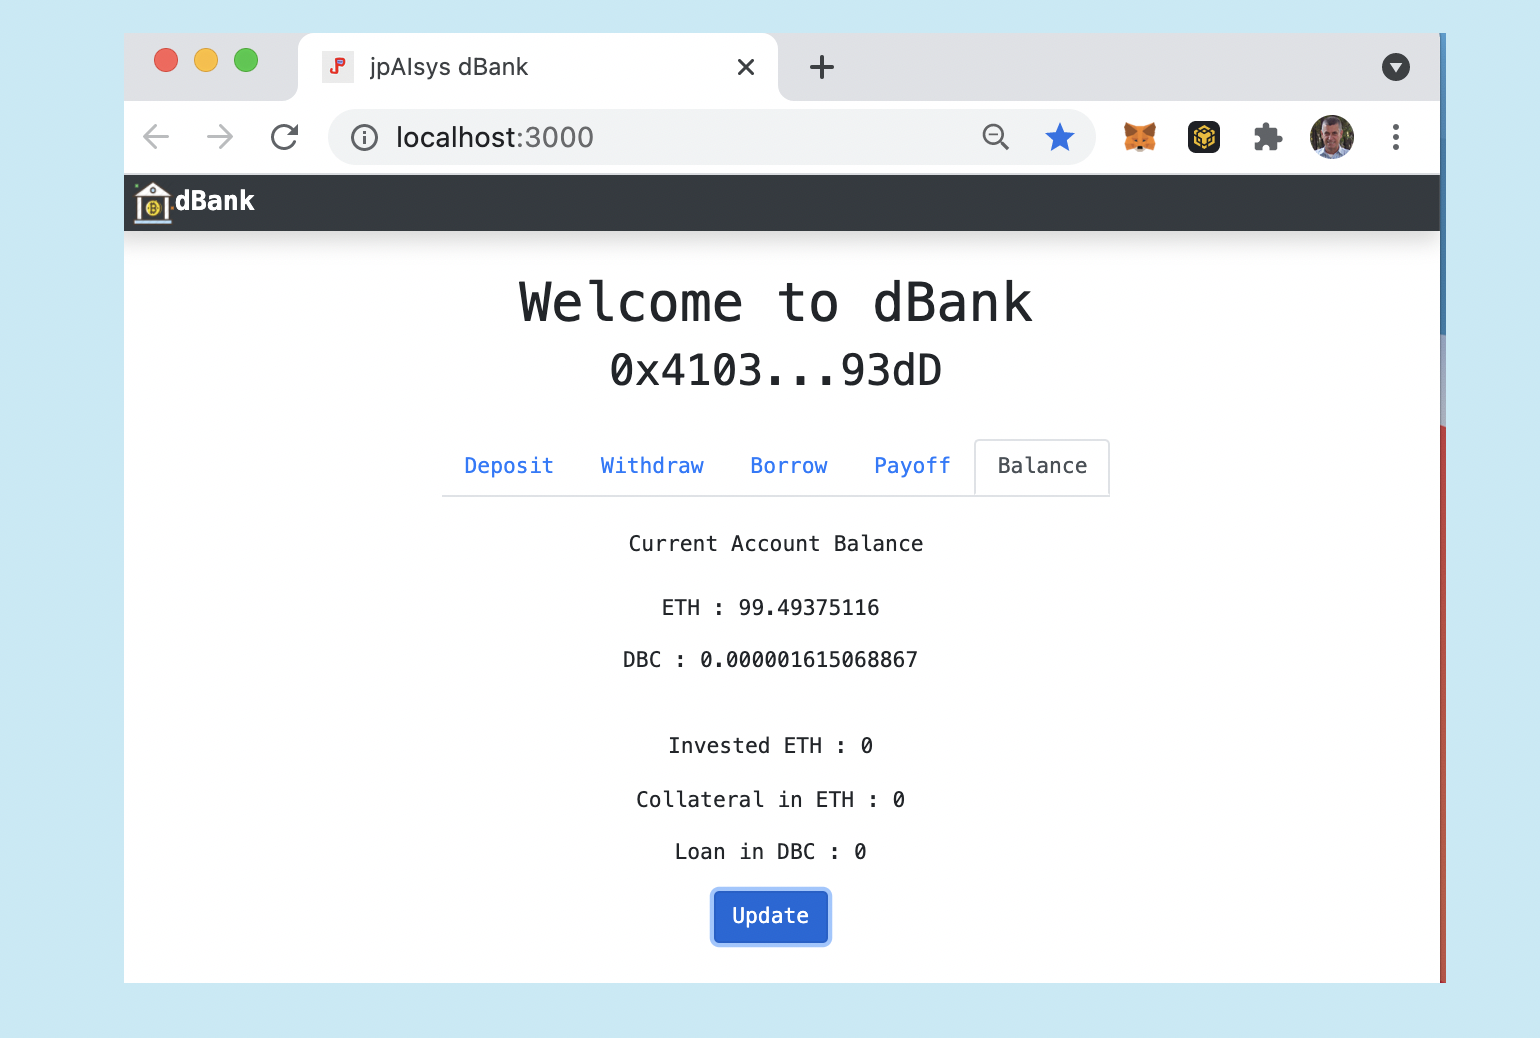 jpAIsys dBank
localhost:3000
dBank
Welcome to dBank
0x4103...93dD
Deposit Withdraw Borrow Payoff Balance
Current Account Balance
ETH : 99.49375116
DBC : 0.000001615068867
Invested ETH : 0
Collateral in ETH : 0
Loan in DBC : 0
Update